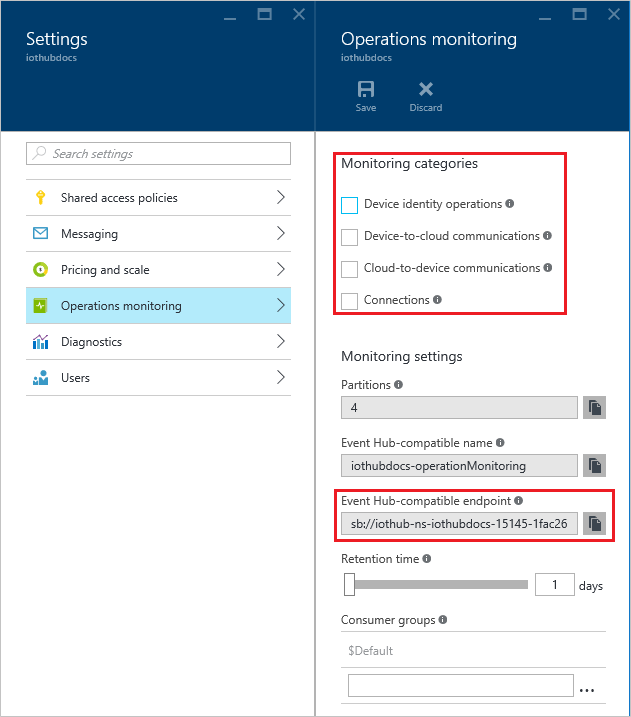 Settings
iothubdocs
Search settings
Shared access policies
Messaging
Pricing and scale
Operations monitoring
Diagnostics
Users
Operations monitoring
iothubdocs
Save
Discard
Monitoring categories
Device identity operations
Device-to-cloud communications
Cloud-to-device communications
Connections
Monitoring settings
Partitions
4
Event Hub-compatible name
iothubdocs-operationMonitoring
Event Hub-compatible endpoint
sb://iothub-ns-iothubdocs-15145-1fac26
Retention time
1 days
Consumer groups
$Default
...